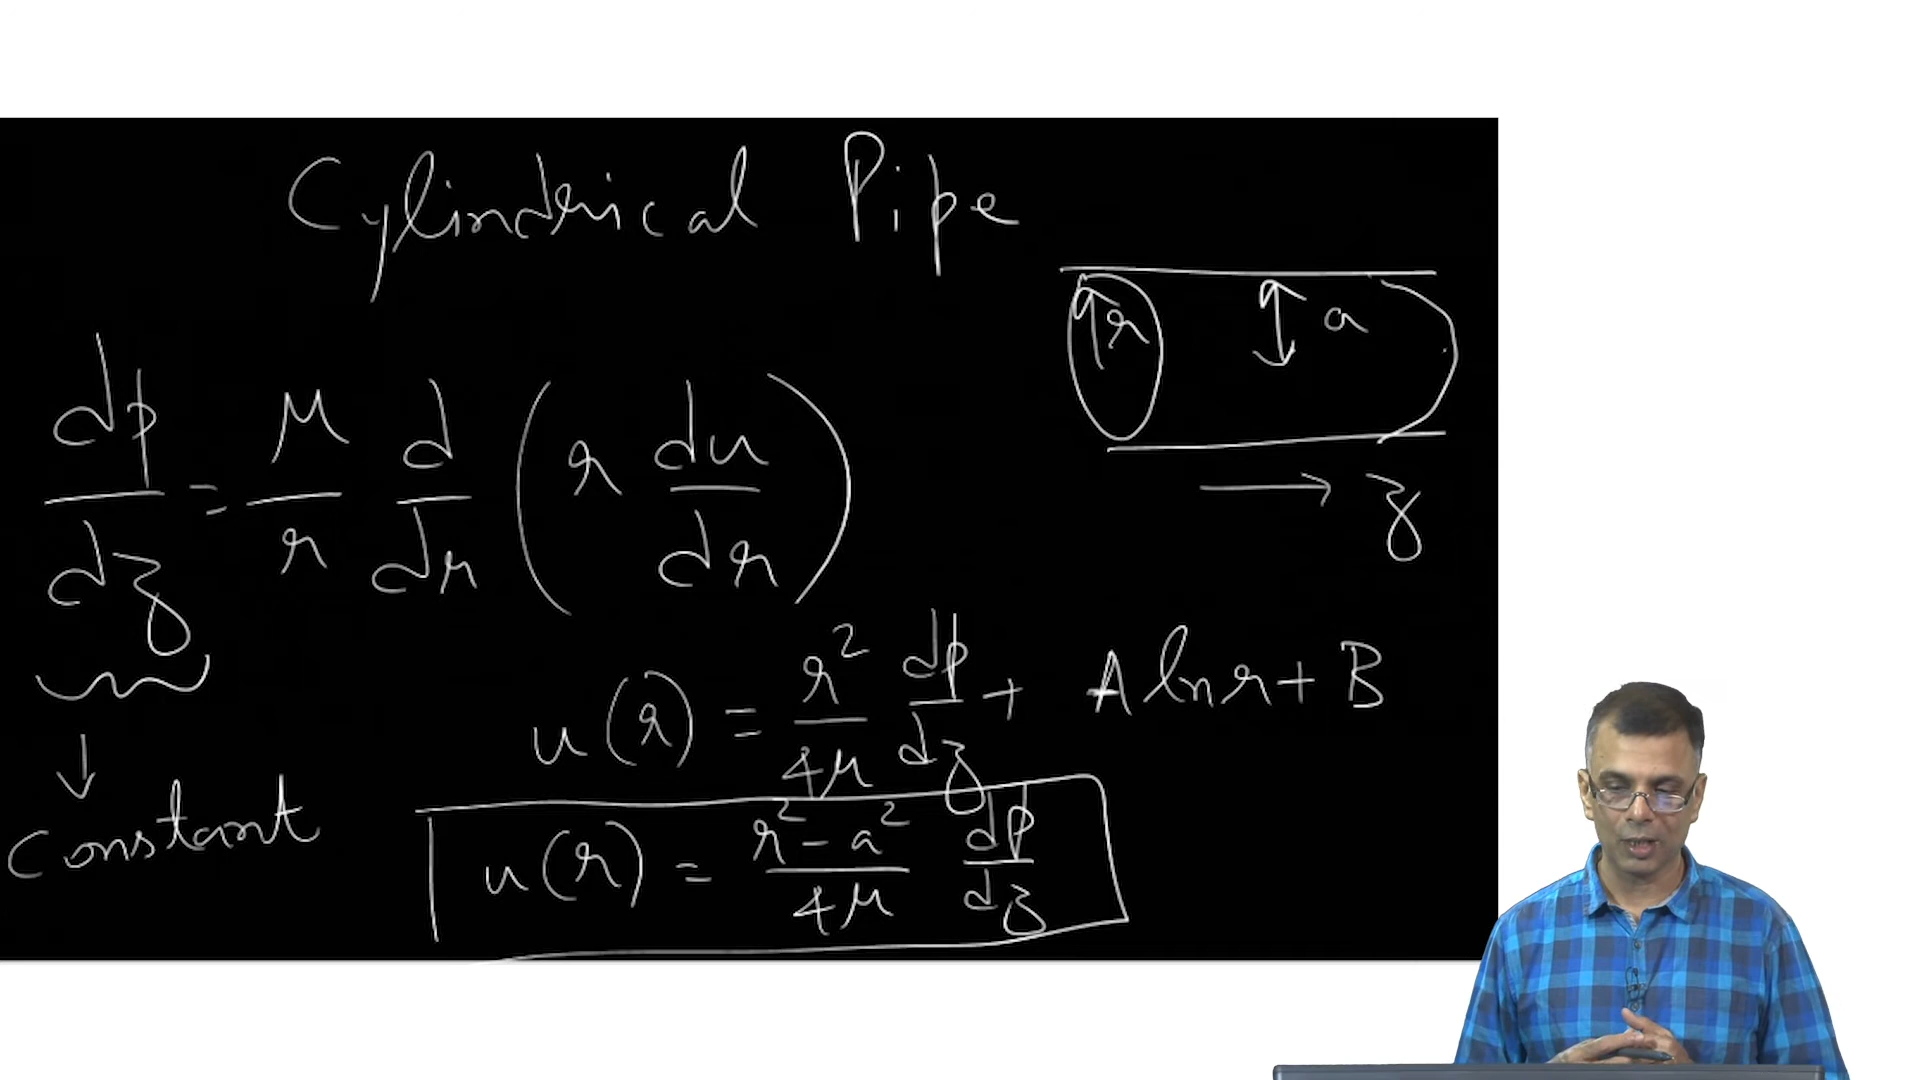 Cylindrical Pipe
r a
dp/dz = μ/r d/dr ( r du/dr )
z
u(r) = r²/4μ dp/dz + A ln r + B
Constant
u(r) = r² - a²/4μ dp/dz